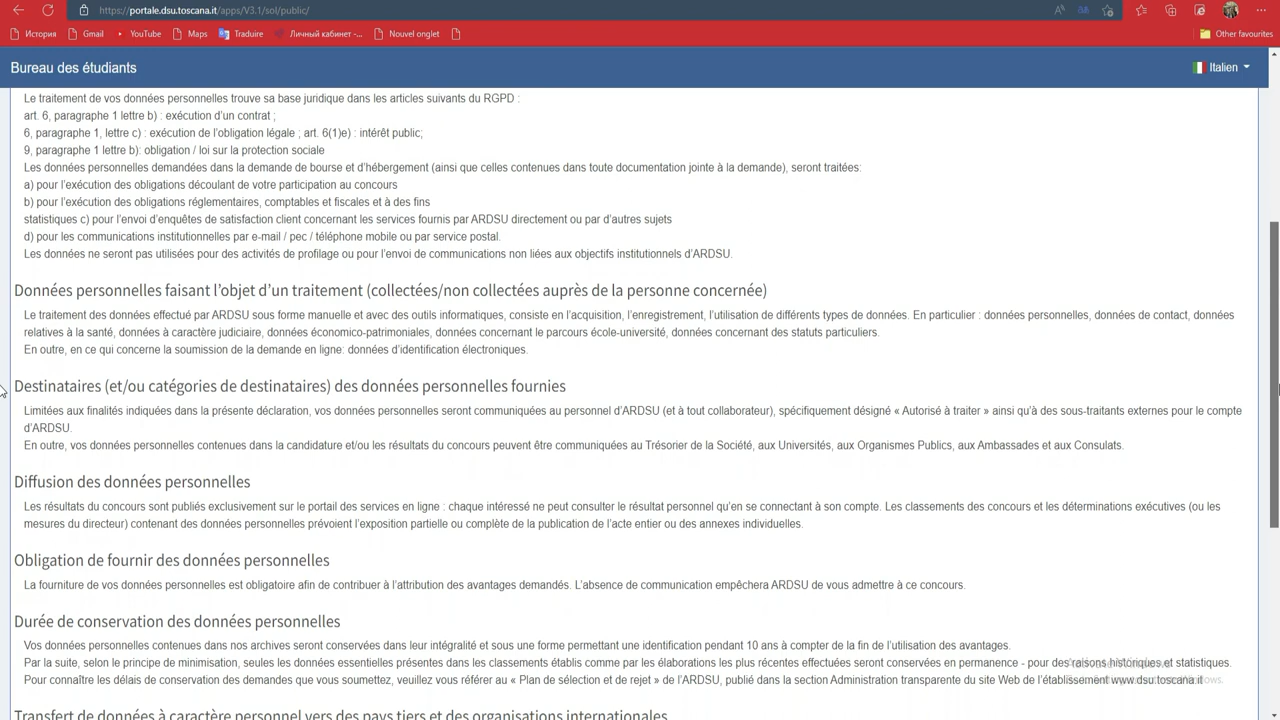 https://portale.dsu.toscana.it/apps/V3.1/sol/public/
История
Gmail
YouTube
Maps
Traduire
Личный кабинет -...
Nouvel onglet
Other favourites
Bureau des étudiants
Italien
Le traitement de vos données personnelles trouve sa base juridique dans les articles suivants du RGPD :
art. 6, paragraphe 1 lettre b) : exécution d'un contrat ;
6, paragraphe 1, lettre c) : exécution de l'obligation légale ; art. 6(1)e) : intérêt public;
9, paragraphe 1 lettre b): obligation / loi sur la protection sociale
Les données personnelles demandées dans la demande de bourse et d'hébergement (ainsi que celles contenues dans toute documentation jointe à la demande), seront traitées:
a) pour l'exécution des obligations découlant de votre participation au concours
b) pour l'exécution des obligations réglementaires, comptables et fiscales et à des fins
statistiques c) pour l'envoi d'enquêtes de satisfaction client concernant les services fournis par ARDSU directement ou par d'autres sujets
d) pour les communications institutionnelles par e-mail / pec / téléphone mobile ou par service postal.
Les données ne seront pas utilisées pour des activités de profilage ou pour l'envoi de communications non liées aux objectifs institutionnels d'ARDSU.
Données personnelles faisant l'objet d'un traitement (collectées/non collectées auprès de la personne concernée)
Le traitement des données effectué par ARDSU sous forme manuelle et avec des outils informatiques, consiste en l'acquisition, l'enregistrement, l'utilisation de différents types de données. En particulier : données personnelles, données de contact, données
relatives à la santé, données à caractère judiciaire, données économico-patrimoniales, données concernant le parcours école-université, données concernant des statuts particuliers.
En outre, en ce qui concerne la soumission de la demande en ligne: données d'identification électroniques.
Destinataires (et/ou catégories de destinataires) des données personnelles fournies
Limitées aux finalités indiquées dans la présente déclaration, vos données personnelles seront communiquées au personnel d'ARDSU (et à tout collaborateur), spécifiquement désigné « Autorisé à traiter » ainsi qu'à des sous-traitants externes pour le compte
d'ARDSU.
En outre, vos données personnelles contenues dans la candidature et/ou les résultats du concours peuvent être communiquées au Trésorier de la Société, aux Universités, aux Organismes Publics, aux Ambassades et aux Consulats.
Diffusion des données personnelles
Les résultats du concours sont publiés exclusivement sur le portail des services en ligne : chaque intéressé ne peut consulter le résultat personnel qu'en se connectant à son compte. Les classements des concours et les déterminations exécutives (ou les
mesures du directeur) contenant des données personnelles prévoient l'exposition partielle ou complète de la publication de l'acte entier ou des annexes individuelles.
Obligation de fournir des données personnelles
La fourniture de vos données personnelles est obligatoire afin de contribuer à l'attribution des avantages demandés. L'absence de communication empêchera ARDSU de vous admettre à ce concours.
Durée de conservation des données personnelles
Vos données personnelles contenues dans nos archives seront conservées dans leur intégralité et sous une forme permettant une identification pendant 10 ans à compter de la fin de l'utilisation des avantages.
Par la suite, selon le principe de minimisation, seules les données essentielles présentes dans les classements établis comme par les élaborations les plus récentes effectuées seront conservées en permanence - pour des raisons historiques et statistiques.
Pour connaître les délais de conservation des demandes que vous soumettez, veuillez vous référer au « Plan de sélection et de rejet » de l'ARDSU, publié dans la section Administration transparente du site Web de l'établissement www.dsu.toscana.it
Transfert de données à caractère personnel vers des pays tiers et des organisations internationales